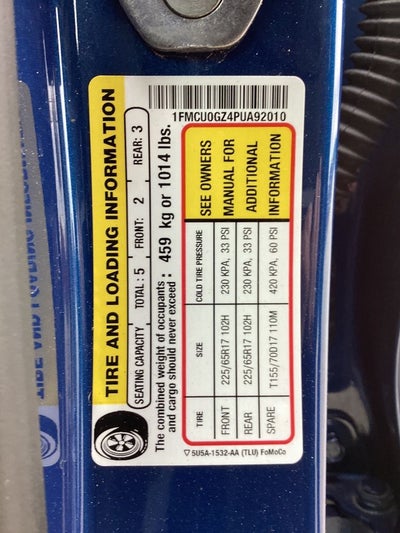 1FMCU0GZ4PUA92010
TIRE AND LOADING INFORMATION
SEATING CAPACITY TOTAL: 5 FRONT: 2 REAR: 3
The combined weight of occupants
and cargo should never exceed: 459 kg or 1014 lbs.
TIRE SIZE COLD TIRE PRESSURE SEE OWNERS
FRONT 225/65R17 102H 230 KPA, 33 PSI MANUAL FOR
REAR 225/65R17 102H 230 KPA, 33 PSI ADDITIONAL
SPARE T155/70D17 110M 420 KPA, 60 PSI INFORMATION
▽ 5U5A-1532-AA (TLU) FoMoCo